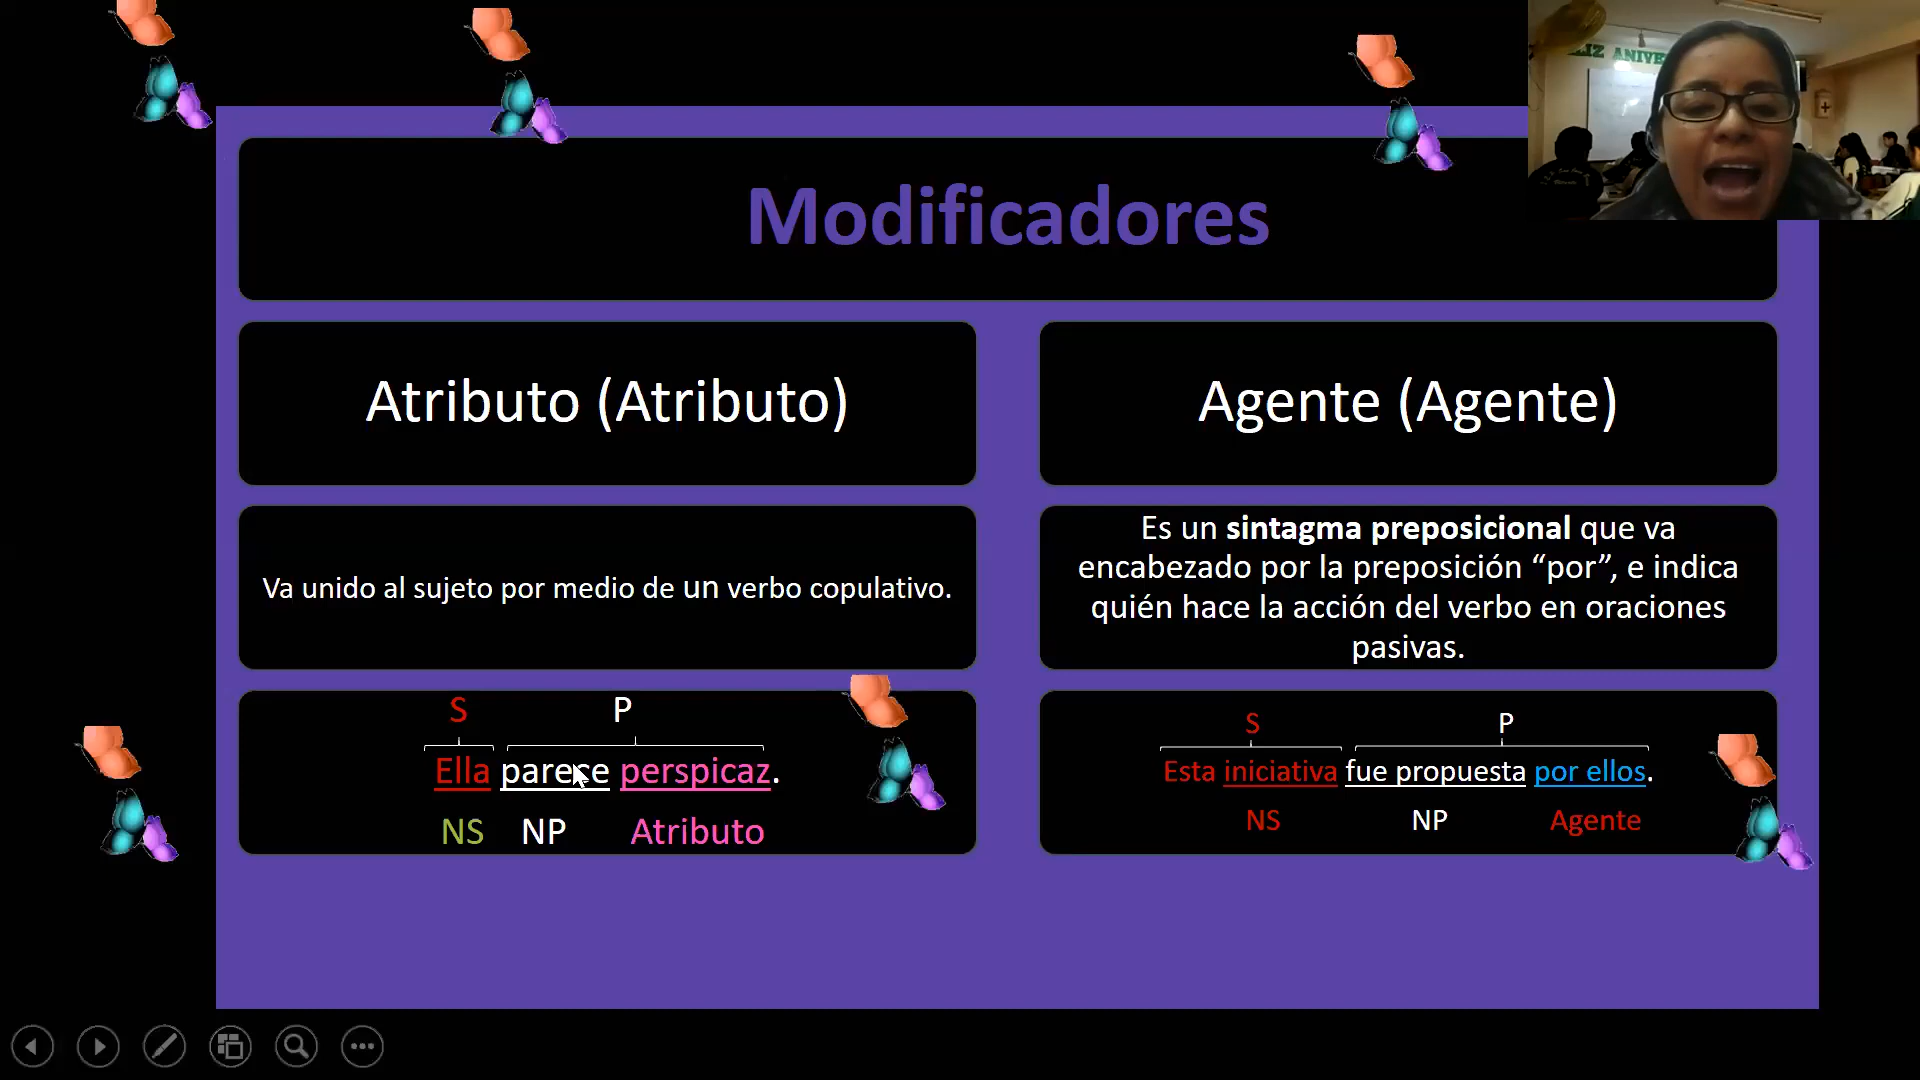 LIZ ANIVE
Modificadores
Atributo (Atributo)
Agente (Agente)
Va unido al sujeto por medio de un verbo copulativo.
Es un sintagma preposicional que va
encabezado por la preposición “por”, e indica
quién hace la acción del verbo en oraciones
pasivas.
S P
Ella parece perspicaz.
NS NP Atributo
S P
Esta iniciativa fue propuesta por ellos.
NS NP Agente